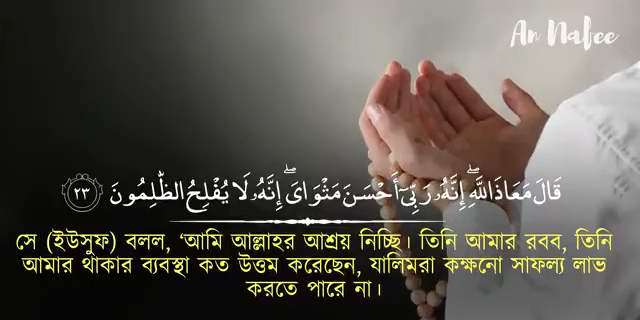 An Nabee
قَالَ مَعَاذَ اللَّهِ ۖ إِنَّهُ رَبِّي أَحْسَنَ مَثْوَايَ ۖ إِنَّهُ لَا يُفْلِحُ الظَّالِمُونَ ٢٣
সে (ইউসুফ) বলল, ‘আমি আল্লাহর আশ্রয় নিচ্ছি। তিনি আমার রবব, তিনি
আমার থাকার ব্যবস্থা কত উত্তম করেছেন, যালিমরা কক্ষনো সাফল্য লাভ
করতে পারে না।